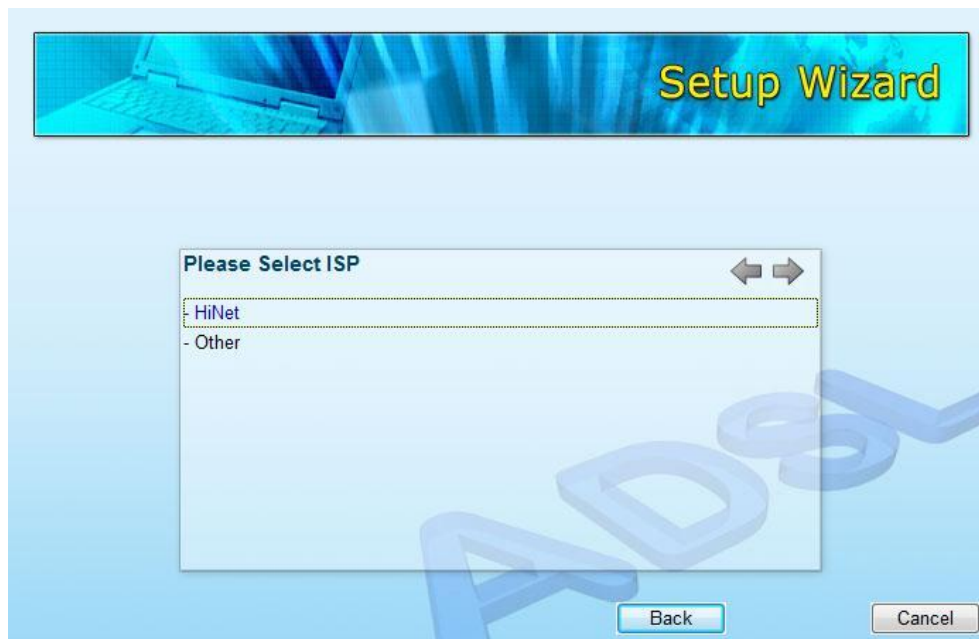 Setup Wizard
Please Select ISP
- HiNet
- Other
ADSL
Back
Cancel